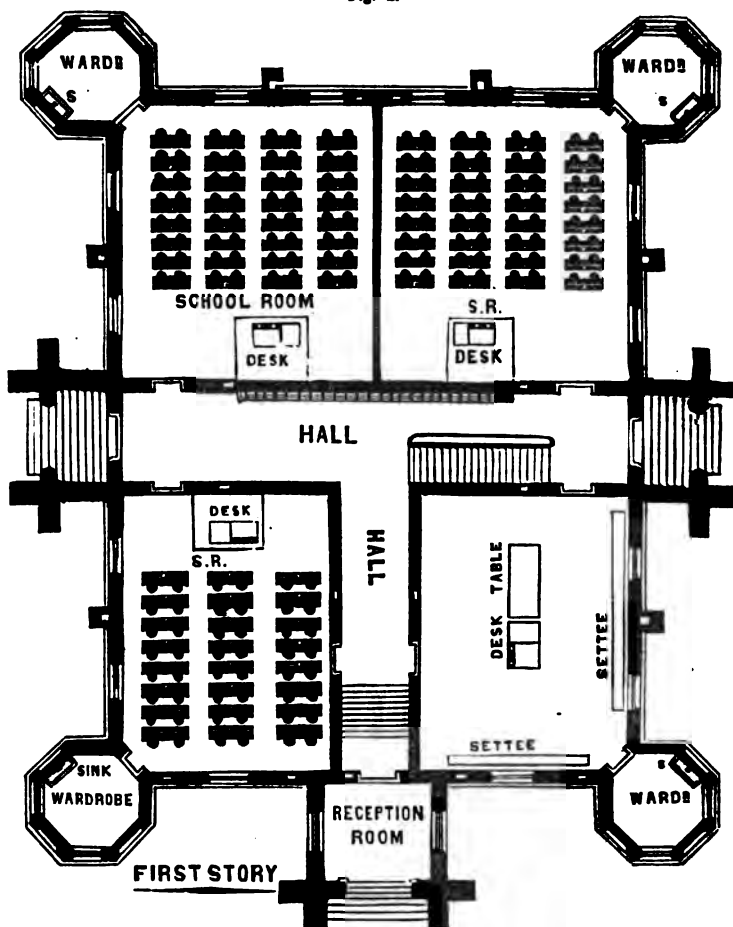 WARDB
WARDB
S
S
SCHOOL ROOM
S.R.
DESK
DESK
HALL
DESK
S.R.
HALL
TABLE
DESK
SETTEE
SETTEE
SINK
WARDROBE
S
WARDB
RECEPTION
ROOM
FIRST STORY